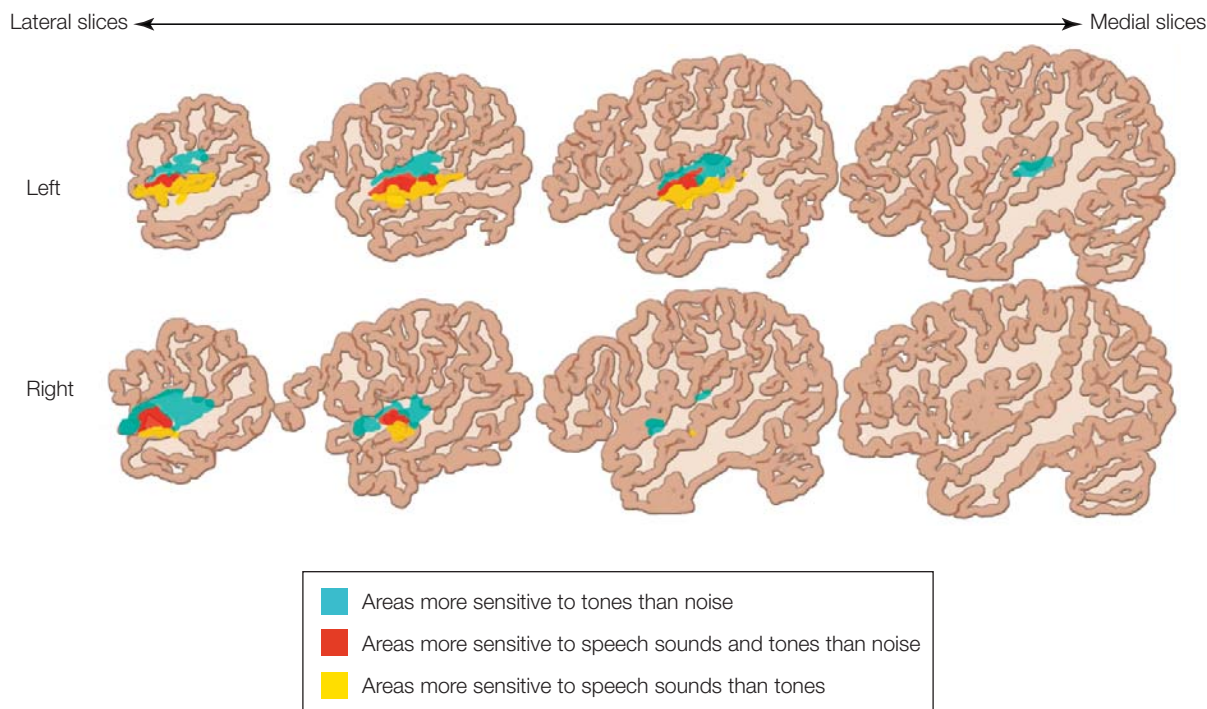 Lateral slices
Medial slices
Left
Right
Areas more sensitive to tones than noise
Areas more sensitive to speech sounds and tones than noise
Areas more sensitive to speech sounds than tones